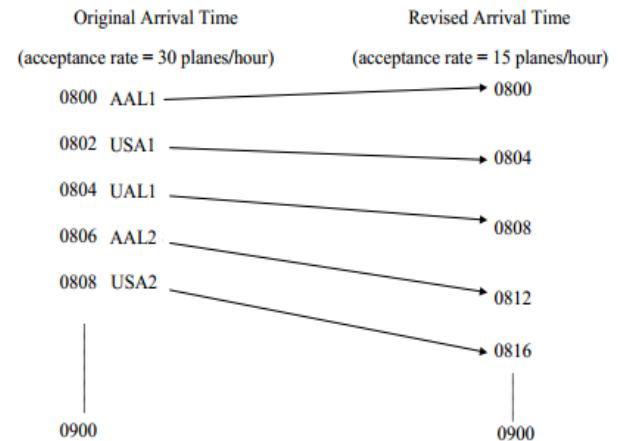 Original Arrival Time
(acceptance rate = 30 planes/hour)
0800 AAL1
0802 USA1
0804 UAL1
0806 AAL2
0808 USA2
0900
Revised Arrival Time
(acceptance rate = 15 planes/hour)
0800
0804
0808
0812
0816
0900